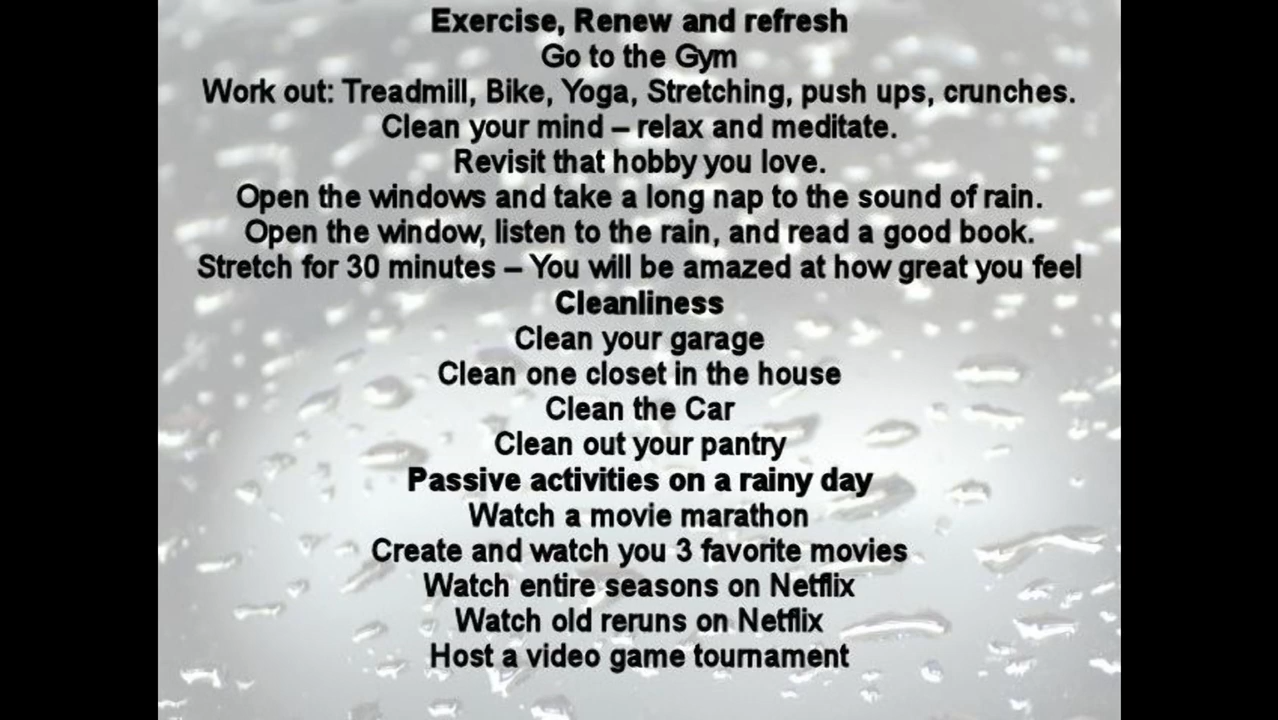 Exercise, Renew and refresh
Go to the Gym
Work out: Treadmill, Bike, Yoga, Stretching, push ups, crunches.
Clean your mind – relax and meditate.
Revisit that hobby you love.
Open the windows and take a long nap to the sound of rain.
Open the window, listen to the rain, and read a good book.
Stretch for 30 minutes – You will be amazed at how great you feel
Cleanliness
Clean your garage
Clean one closet in the house
Clean the Car
Clean out your pantry
Passive activities on a rainy day
Watch a movie marathon
Create and watch you 3 favorite movies
Watch entire seasons on Netflix
Watch old reruns on Netflix
Host a video game tournament